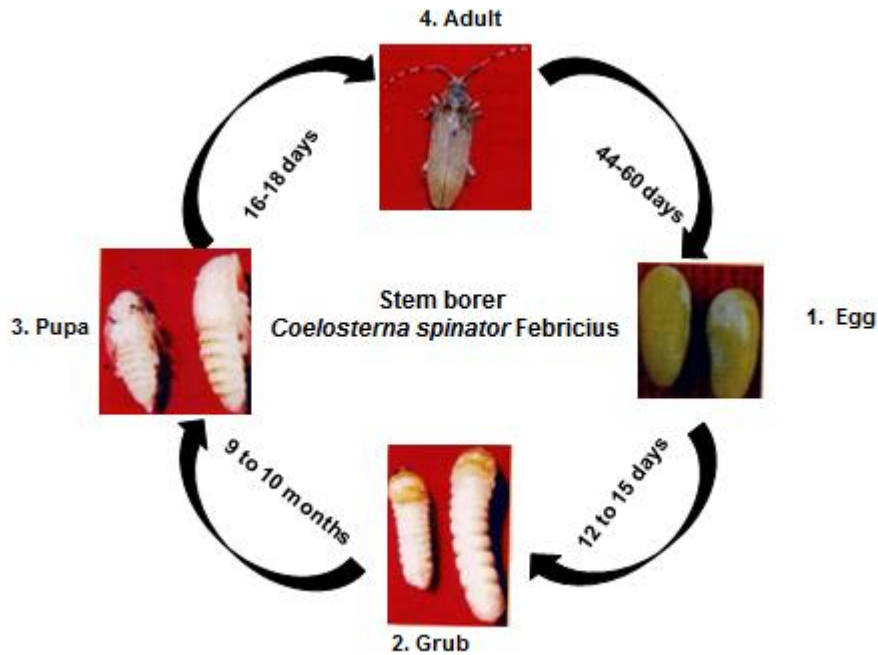 4. Adult
16-18 days
44-60 days
3. Pupa
Stem borer
Coelosterna spinator Febricius
1. Egg
9 to 10 months
12 to 15 days
2. Grub